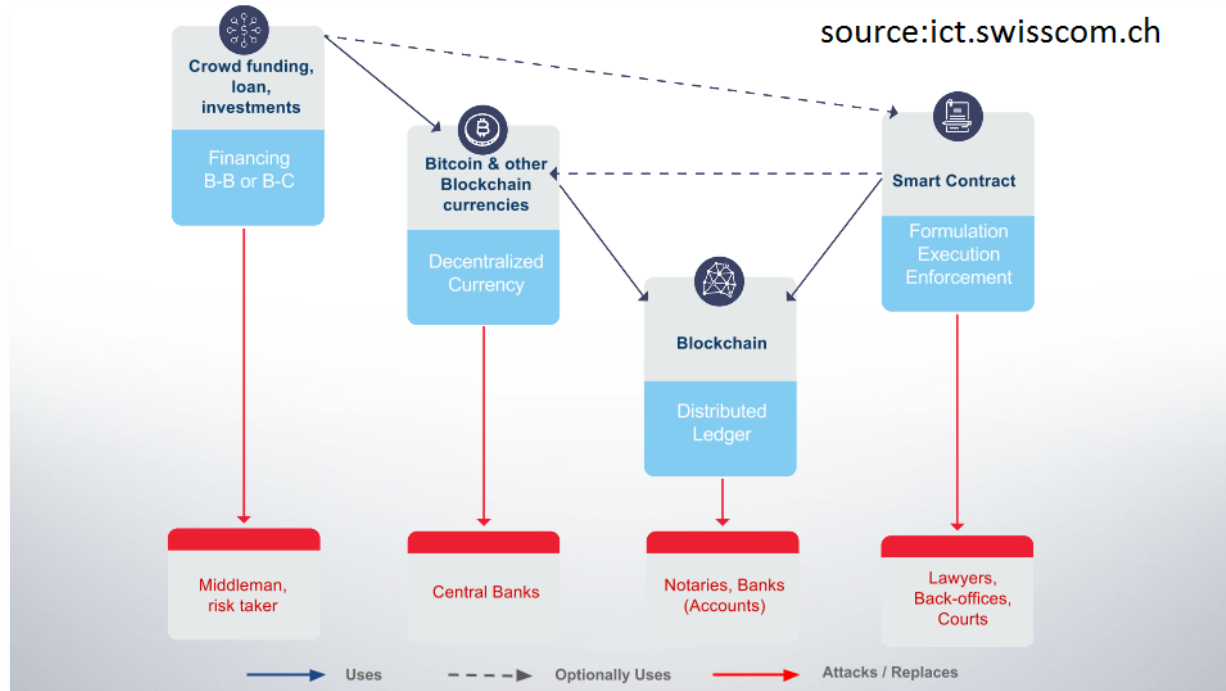 source:ict.swisscom.ch
Crowd funding,
loan,
investments
Financing
B-B or B-C
Bitcoin & other
Blockchain
currencies
Decentralized
Currency
Smart Contract
Formulation
Execution
Enforcement
Blockchain
Distributed
Ledger
Middleman,
risk taker
Central Banks
Notaries, Banks
(Accounts)
Lawyers,
Back-offices,
Courts
Uses
Optionally Uses
Attacks / Replaces